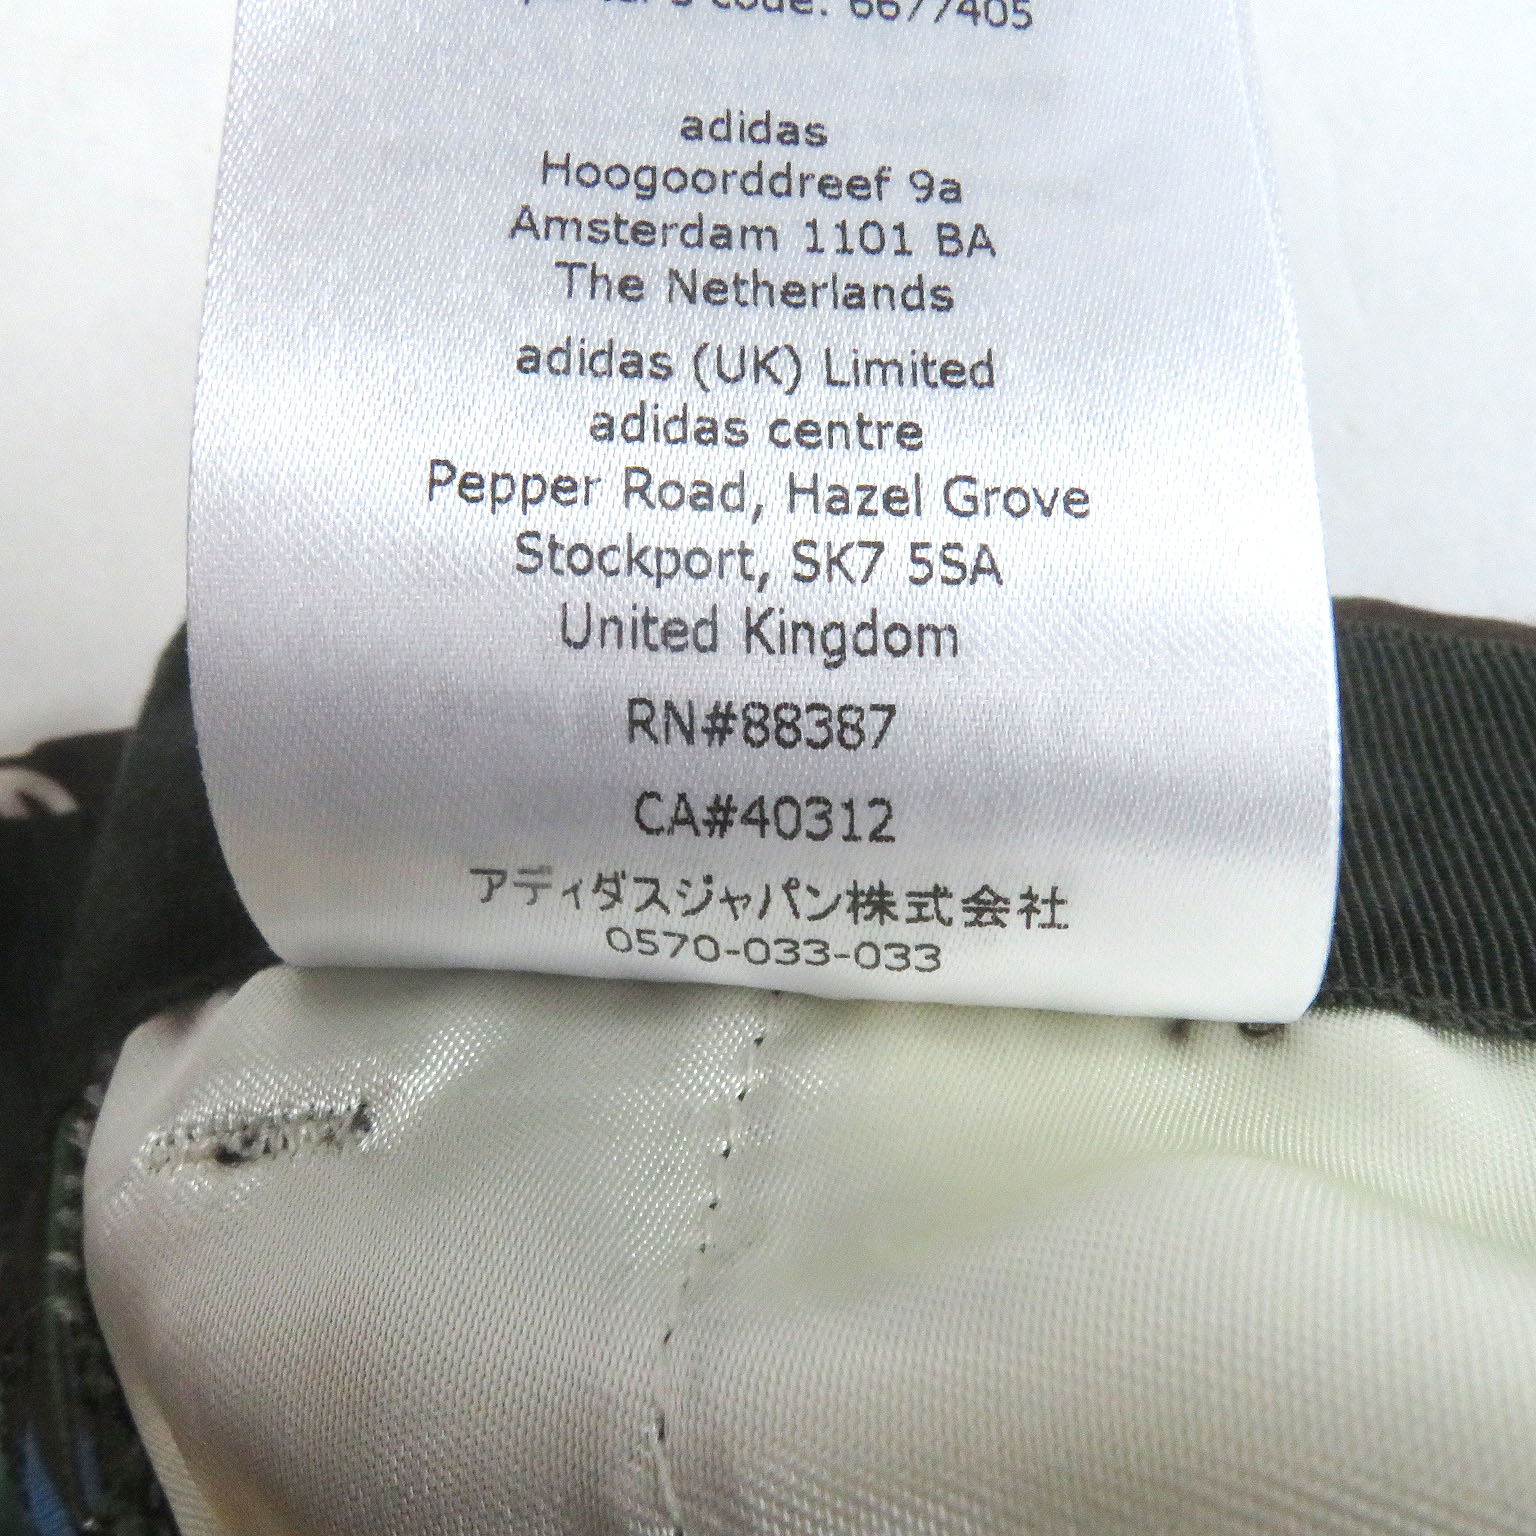 code: 6677405
adidas
Hoogoorddreef 9a
Amsterdam 1101 BA
The Netherlands
adidas (UK) Limited
adidas centre
Pepper Road, Hazel Grove
Stockport, SK7 5SA
United Kingdom
RN#88387
CA#40312
アディダスジャパン株式会社
0570-033-033